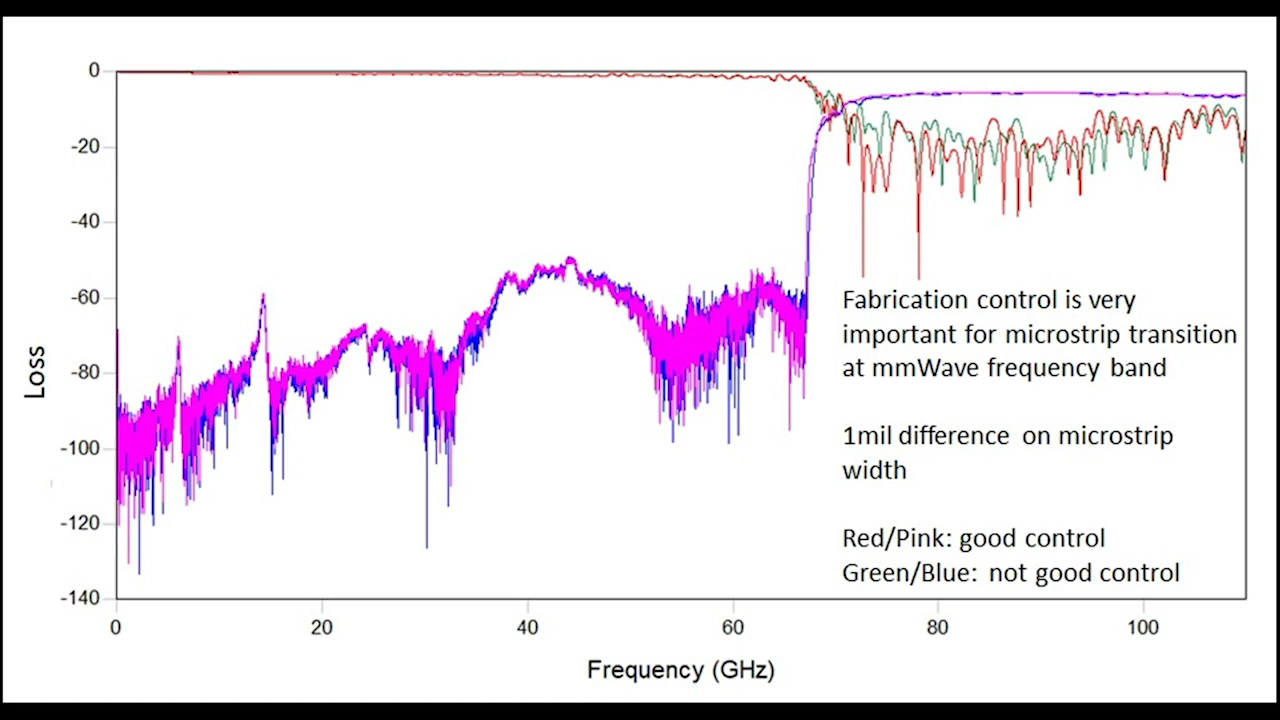 0
-20
-40
-60
-80
-100
-120
-140
Loss
0 20 40 60 80 100
Frequency (GHz)
Fabrication control is very
important for microstrip transition
at mmWave frequency band
1mil difference on microstrip
width
Red/Pink: good control
Green/Blue: not good control